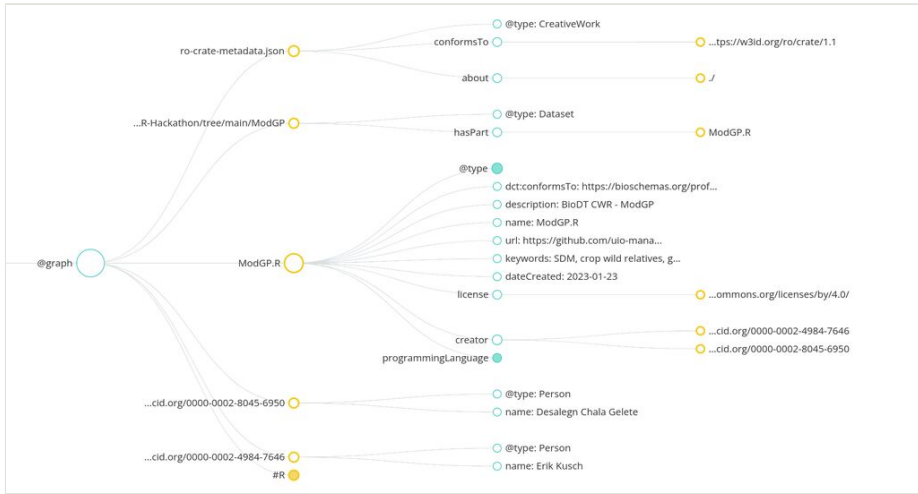 @type: CreativeWork
ro-crate-metadata.json
conformsTo
...tps://w3id.org/ro/crate/1.1
about
./
@type: Dataset
...R-Hackathon/tree/main/ModGP
hasPart
ModGP.R
@type
dct:conformsTo: https://bioschemas.org/prof...
description: BioDT CWR - ModGP
name: ModGP.R
url: https://github.com/uio-mana...
keywords: SDM, crop wild relatives, g...
@graph
ModGP.R
dateCreated: 2023-01-23
license
...ommons.org/licenses/by/4.0/
creator
...cid.org/0000-0002-4984-7646
...cid.org/0000-0002-8045-6950
programmingLanguage
@type: Person
...cid.org/0000-0002-8045-6950
name: Desalegn Chala Gelete
@type: Person
...cid.org/0000-0002-4984-7646
name: Erik Kusch
#R